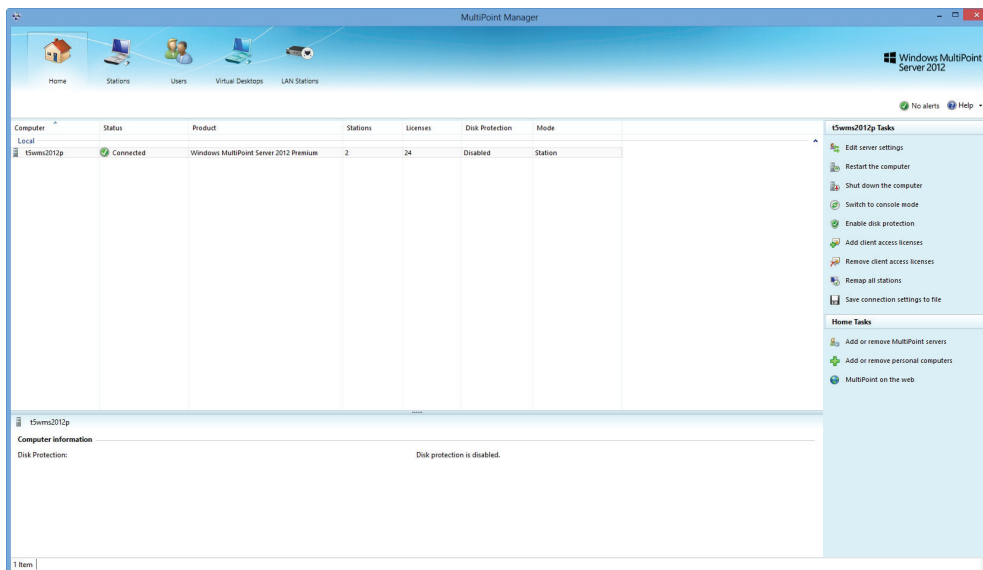 MultiPoint Manager
Home Stations Users Virtual Desktops LAN Stations
Windows MultiPoint
Server 2012
No alerts Help
Computer Status Product Stations Licenses Disk Protection Mode
Local
t5wms2012p Connected Windows MultiPoint Server 2012 Premium 2 24 Disabled Station
t5wms2012p Tasks
Edit server settings
Restart the computer
Shut down the computer
Switch to console mode
Enable disk protection
Add client access licenses
Remove client access licenses
Remap all stations
Save connection settings to file
Home Tasks
Add or remove MultiPoint servers
Add or remove personal computers
MultiPoint on the web
t5wms2012p
Computer information
Disk Protection: Disk protection is disabled.
1 Item